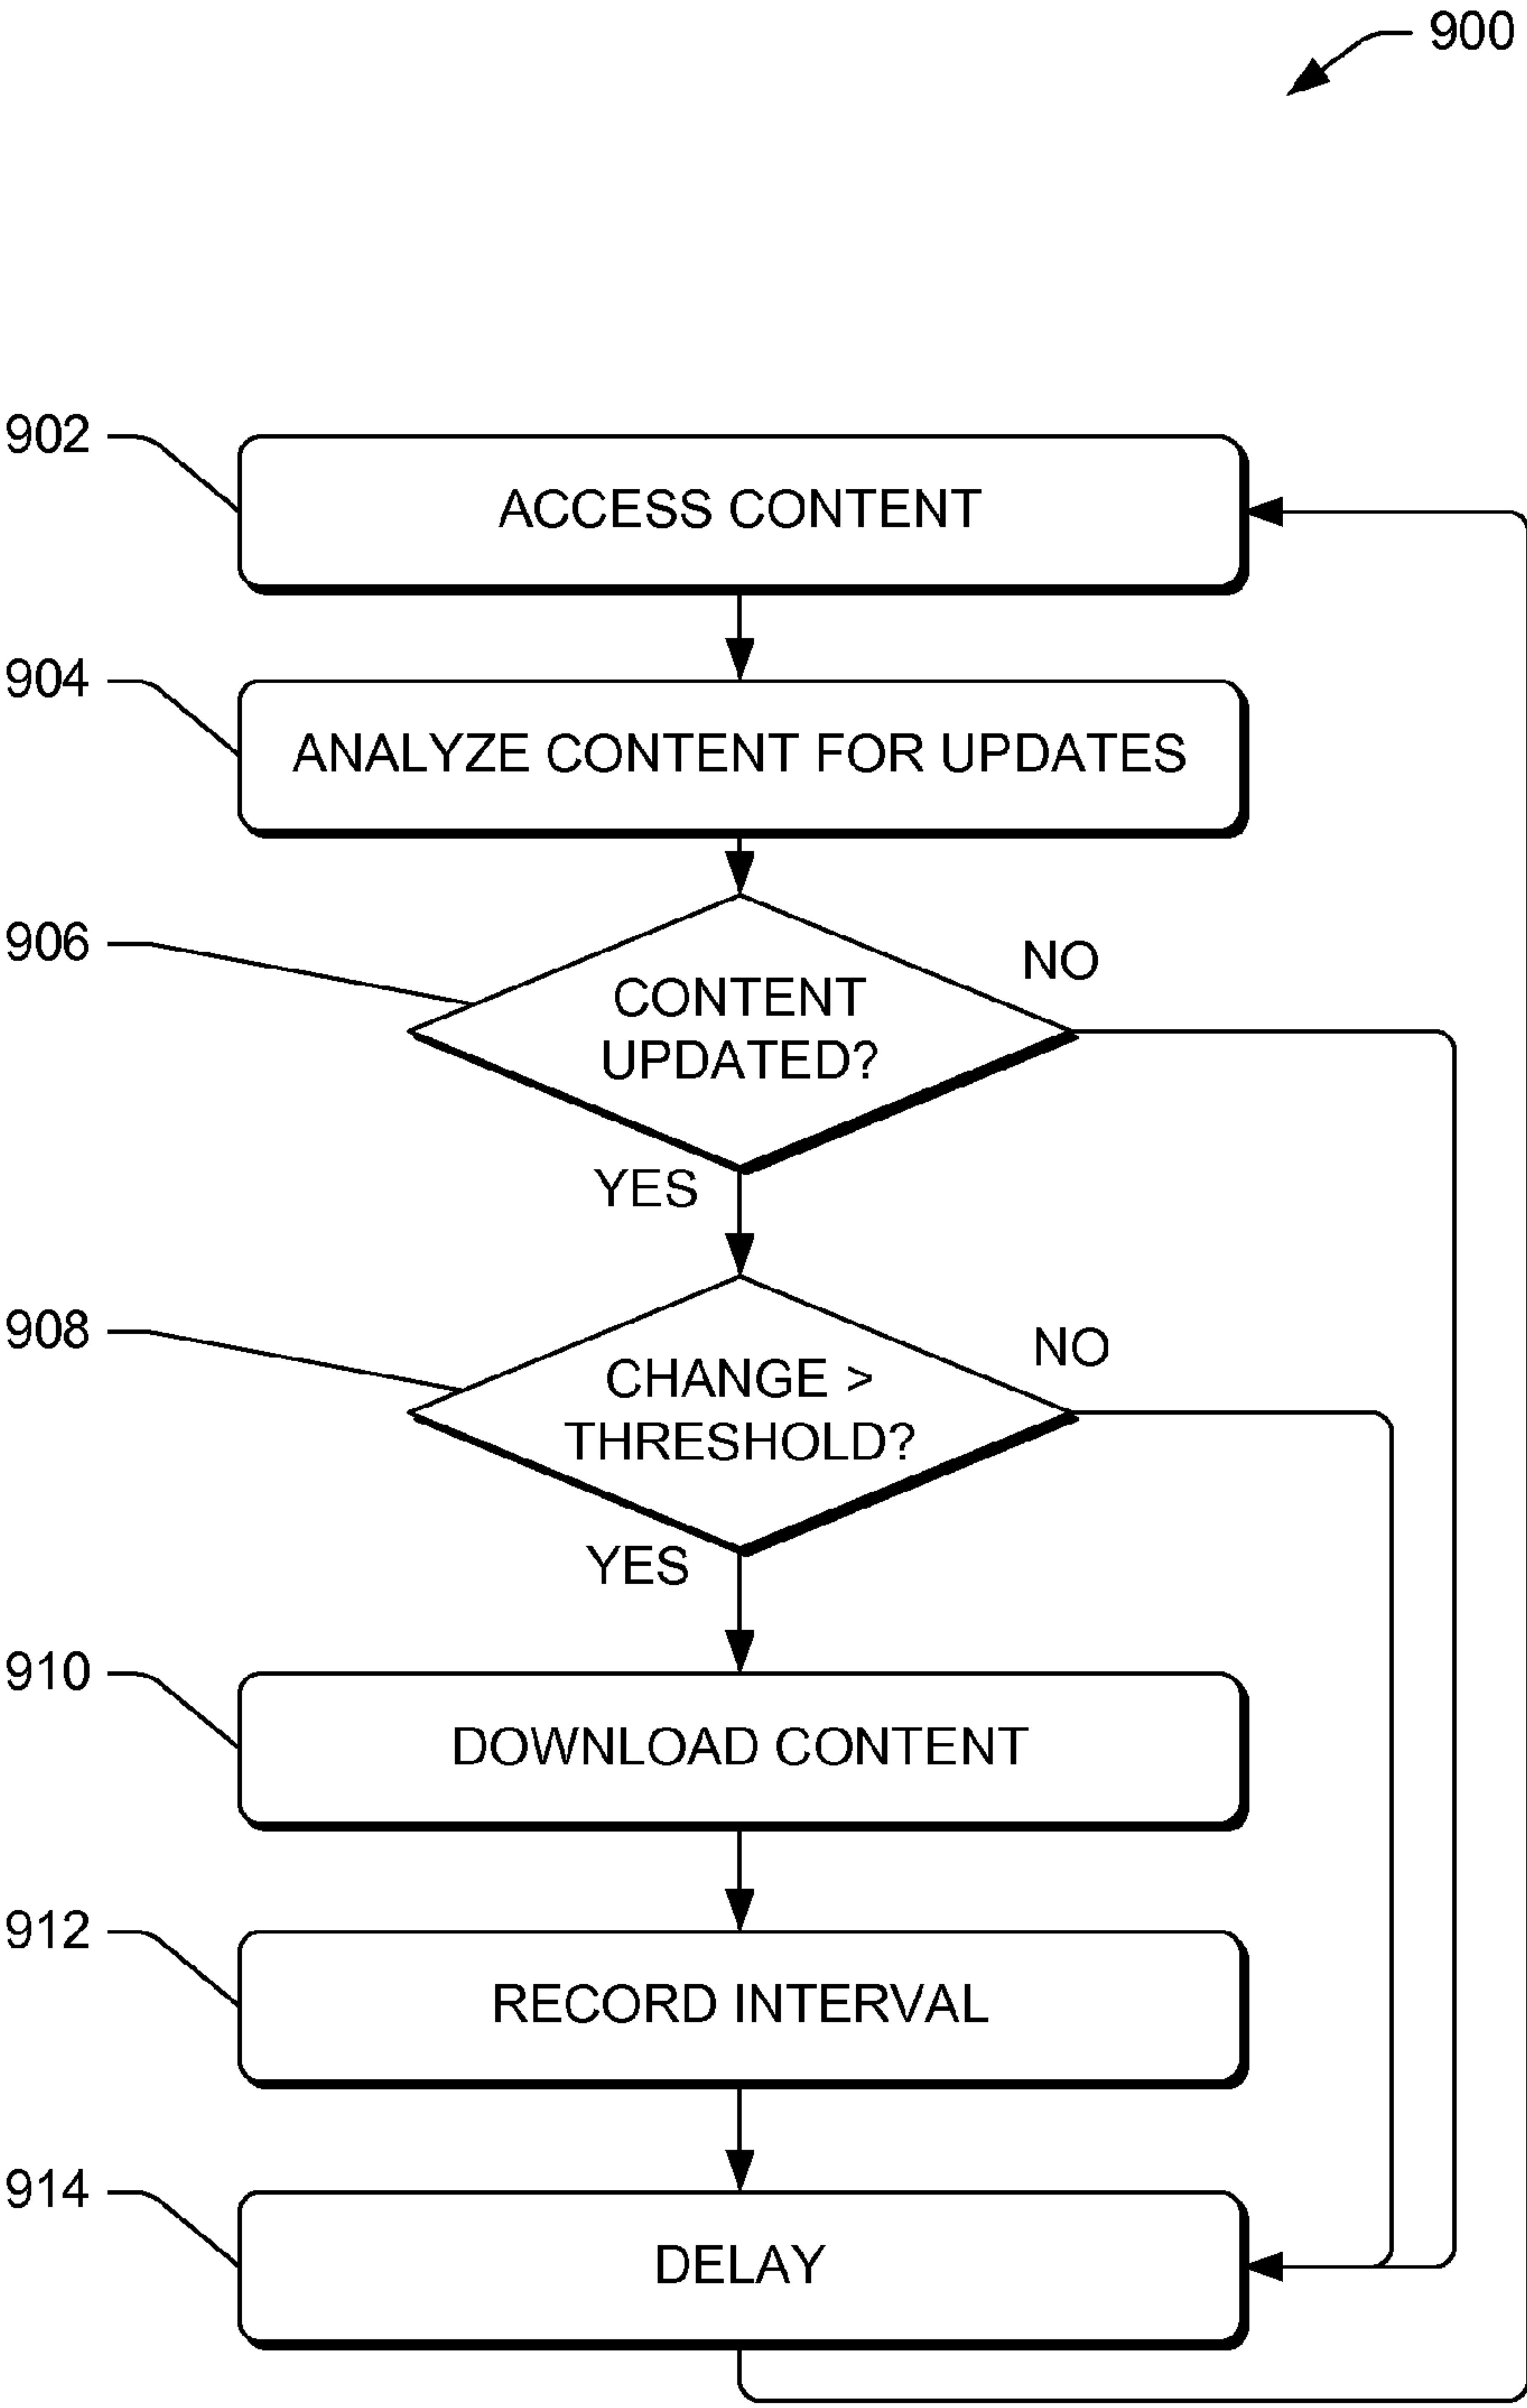 900
902
ACCESS CONTENT
904
ANALYZE CONTENT FOR UPDATES
906
NO
CONTENT
UPDATED?
YES
908
NO
CHANGE >
THRESHOLD?
YES
910
DOWNLOAD CONTENT
912
RECORD INTERVAL
914
DELAY